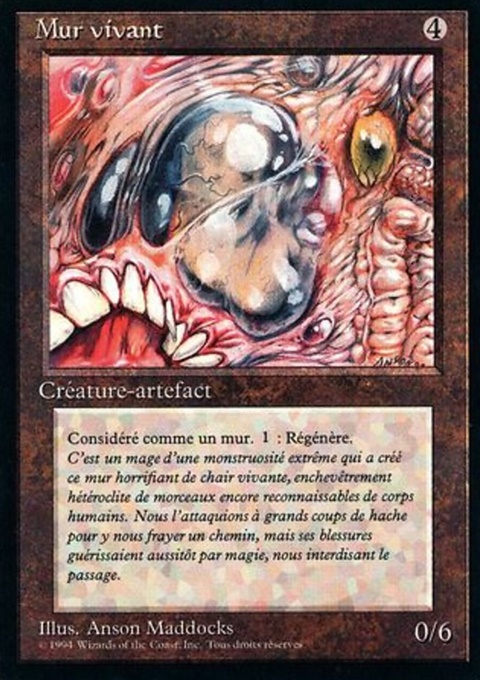 Mur vivant 4
ANSON
Créature-artefact
Considéré comme un mur. 1 : Régénère.
C'est un mage d'une monstruosité extrême qui a créé
ce mur horrifiant de chair vivante, enchevêtrement
hétéroclite de morceaux encore reconnaissables de corps
humains. Nous l'attaquions à grands coups de hache
pour y nous frayer un chemin, mais ses blessures
guérissaient aussitôt par magie, nous interdisant le
passage.
Illus. Anson Maddocks
0/6
© 1994 Wizards of the Coast, Inc. Tous droits réservés